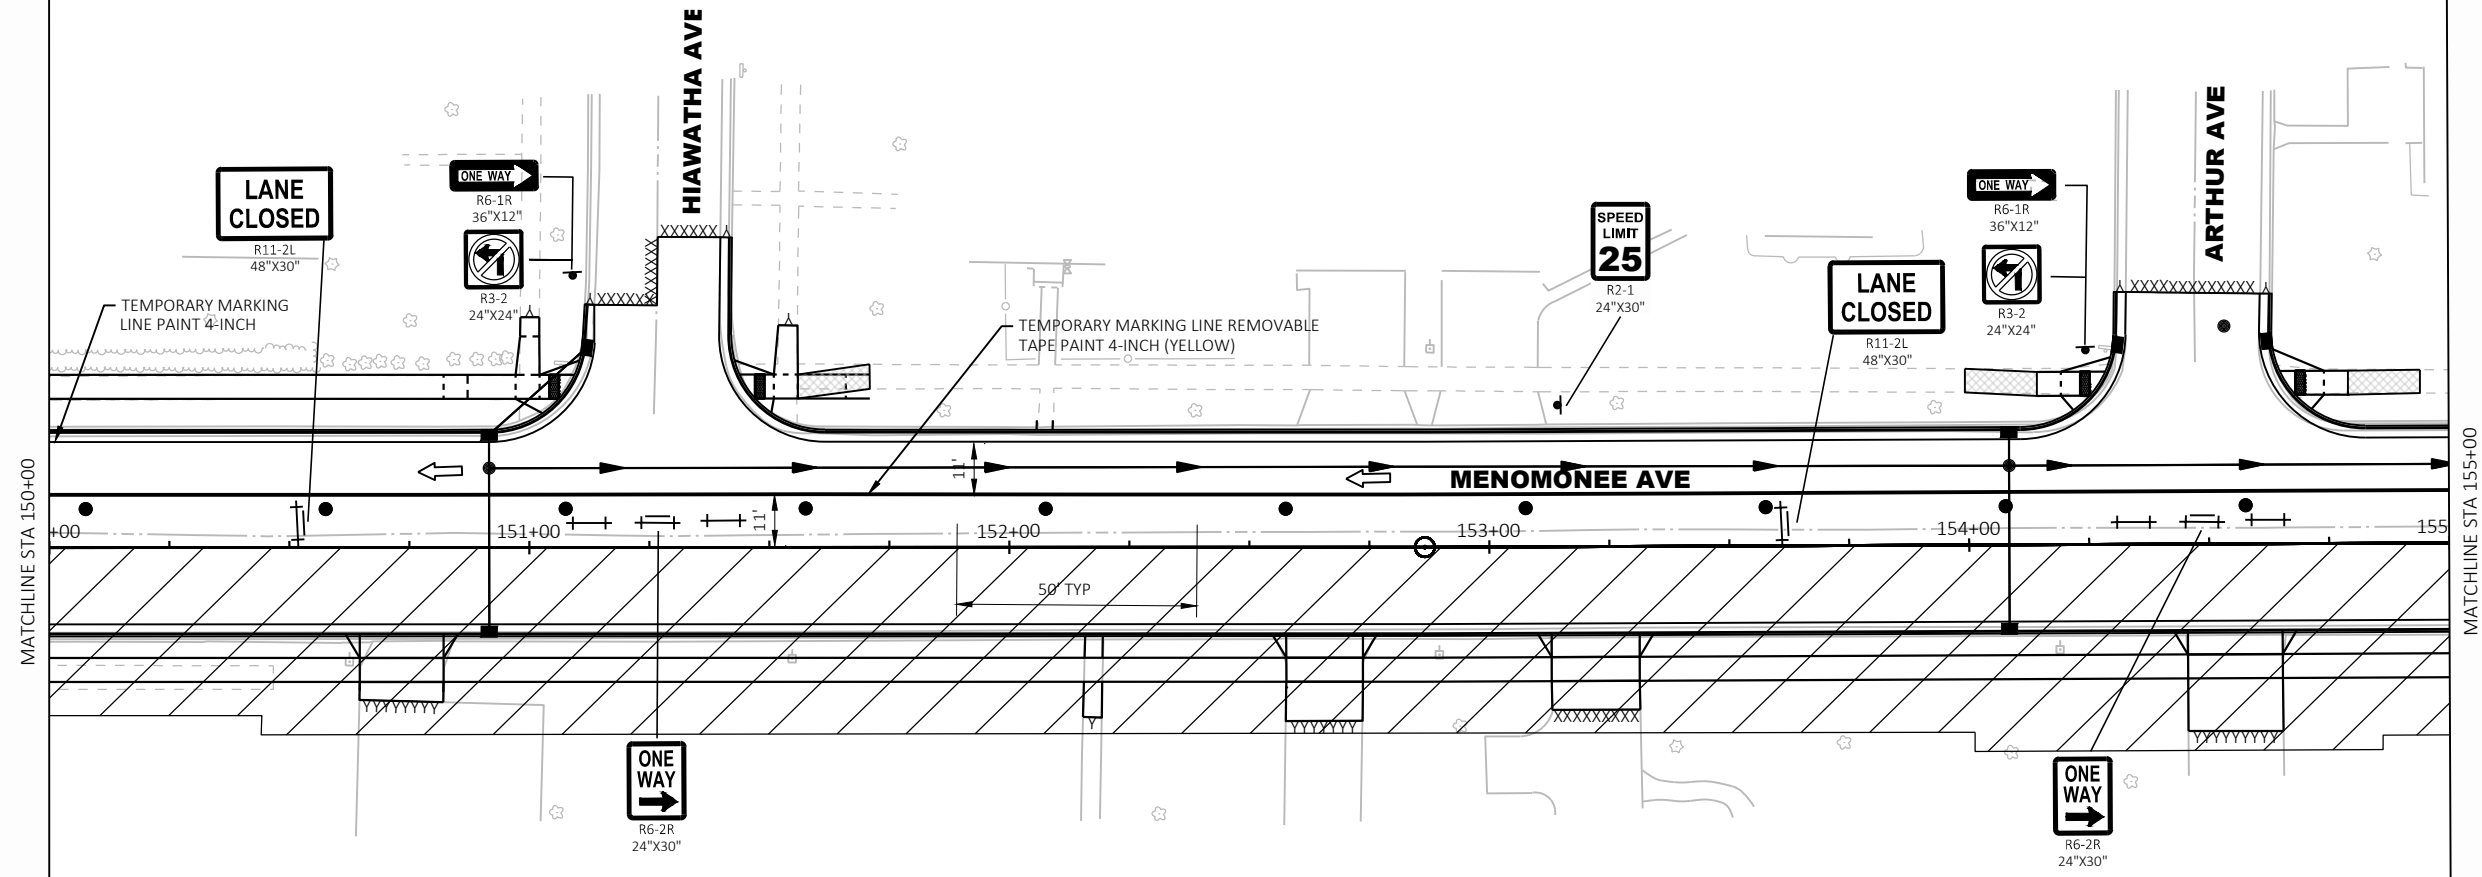 HIAWATHA AVE
ARTHUR AVE
LANE
CLOSED
R11-2L
48"X30"
ONE WAY
R6-1R
36"X12"
R3-2
24"X24"
SPEED
LIMIT
25
R2-1
24"X30"
LANE
CLOSED
R11-2L
48"X30"
ONE WAY
R6-1R
36"X12"
R3-2
24"X24"
TEMPORARY MARKING
LINE PAINT 4-INCH
TEMPORARY MARKING LINE REMOVABLE
TAPE PAINT 4-INCH (YELLOW)
MATCHLINE STA 150+00
MATCHLINE STA 155+00
11'
MENOMONEE AVE
11'
+00
151+00
152+00
153+00
154+00
155
50' TYP
ONE
WAY
R6-2R
24"X30"
ONE
WAY
R6-2R
24"X30"